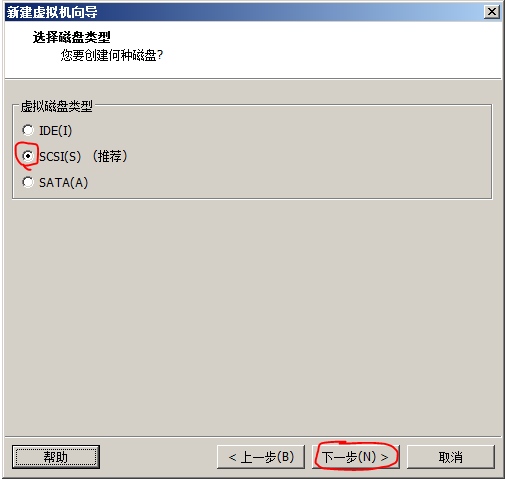 新建虚拟机向导
选择磁盘类型
您要创建何种磁盘?
虚拟磁盘类型
IDE(I)
SCSI(S) （推荐）
SATA(A)
帮助
< 上一步(B)
下一步(N) >
取消